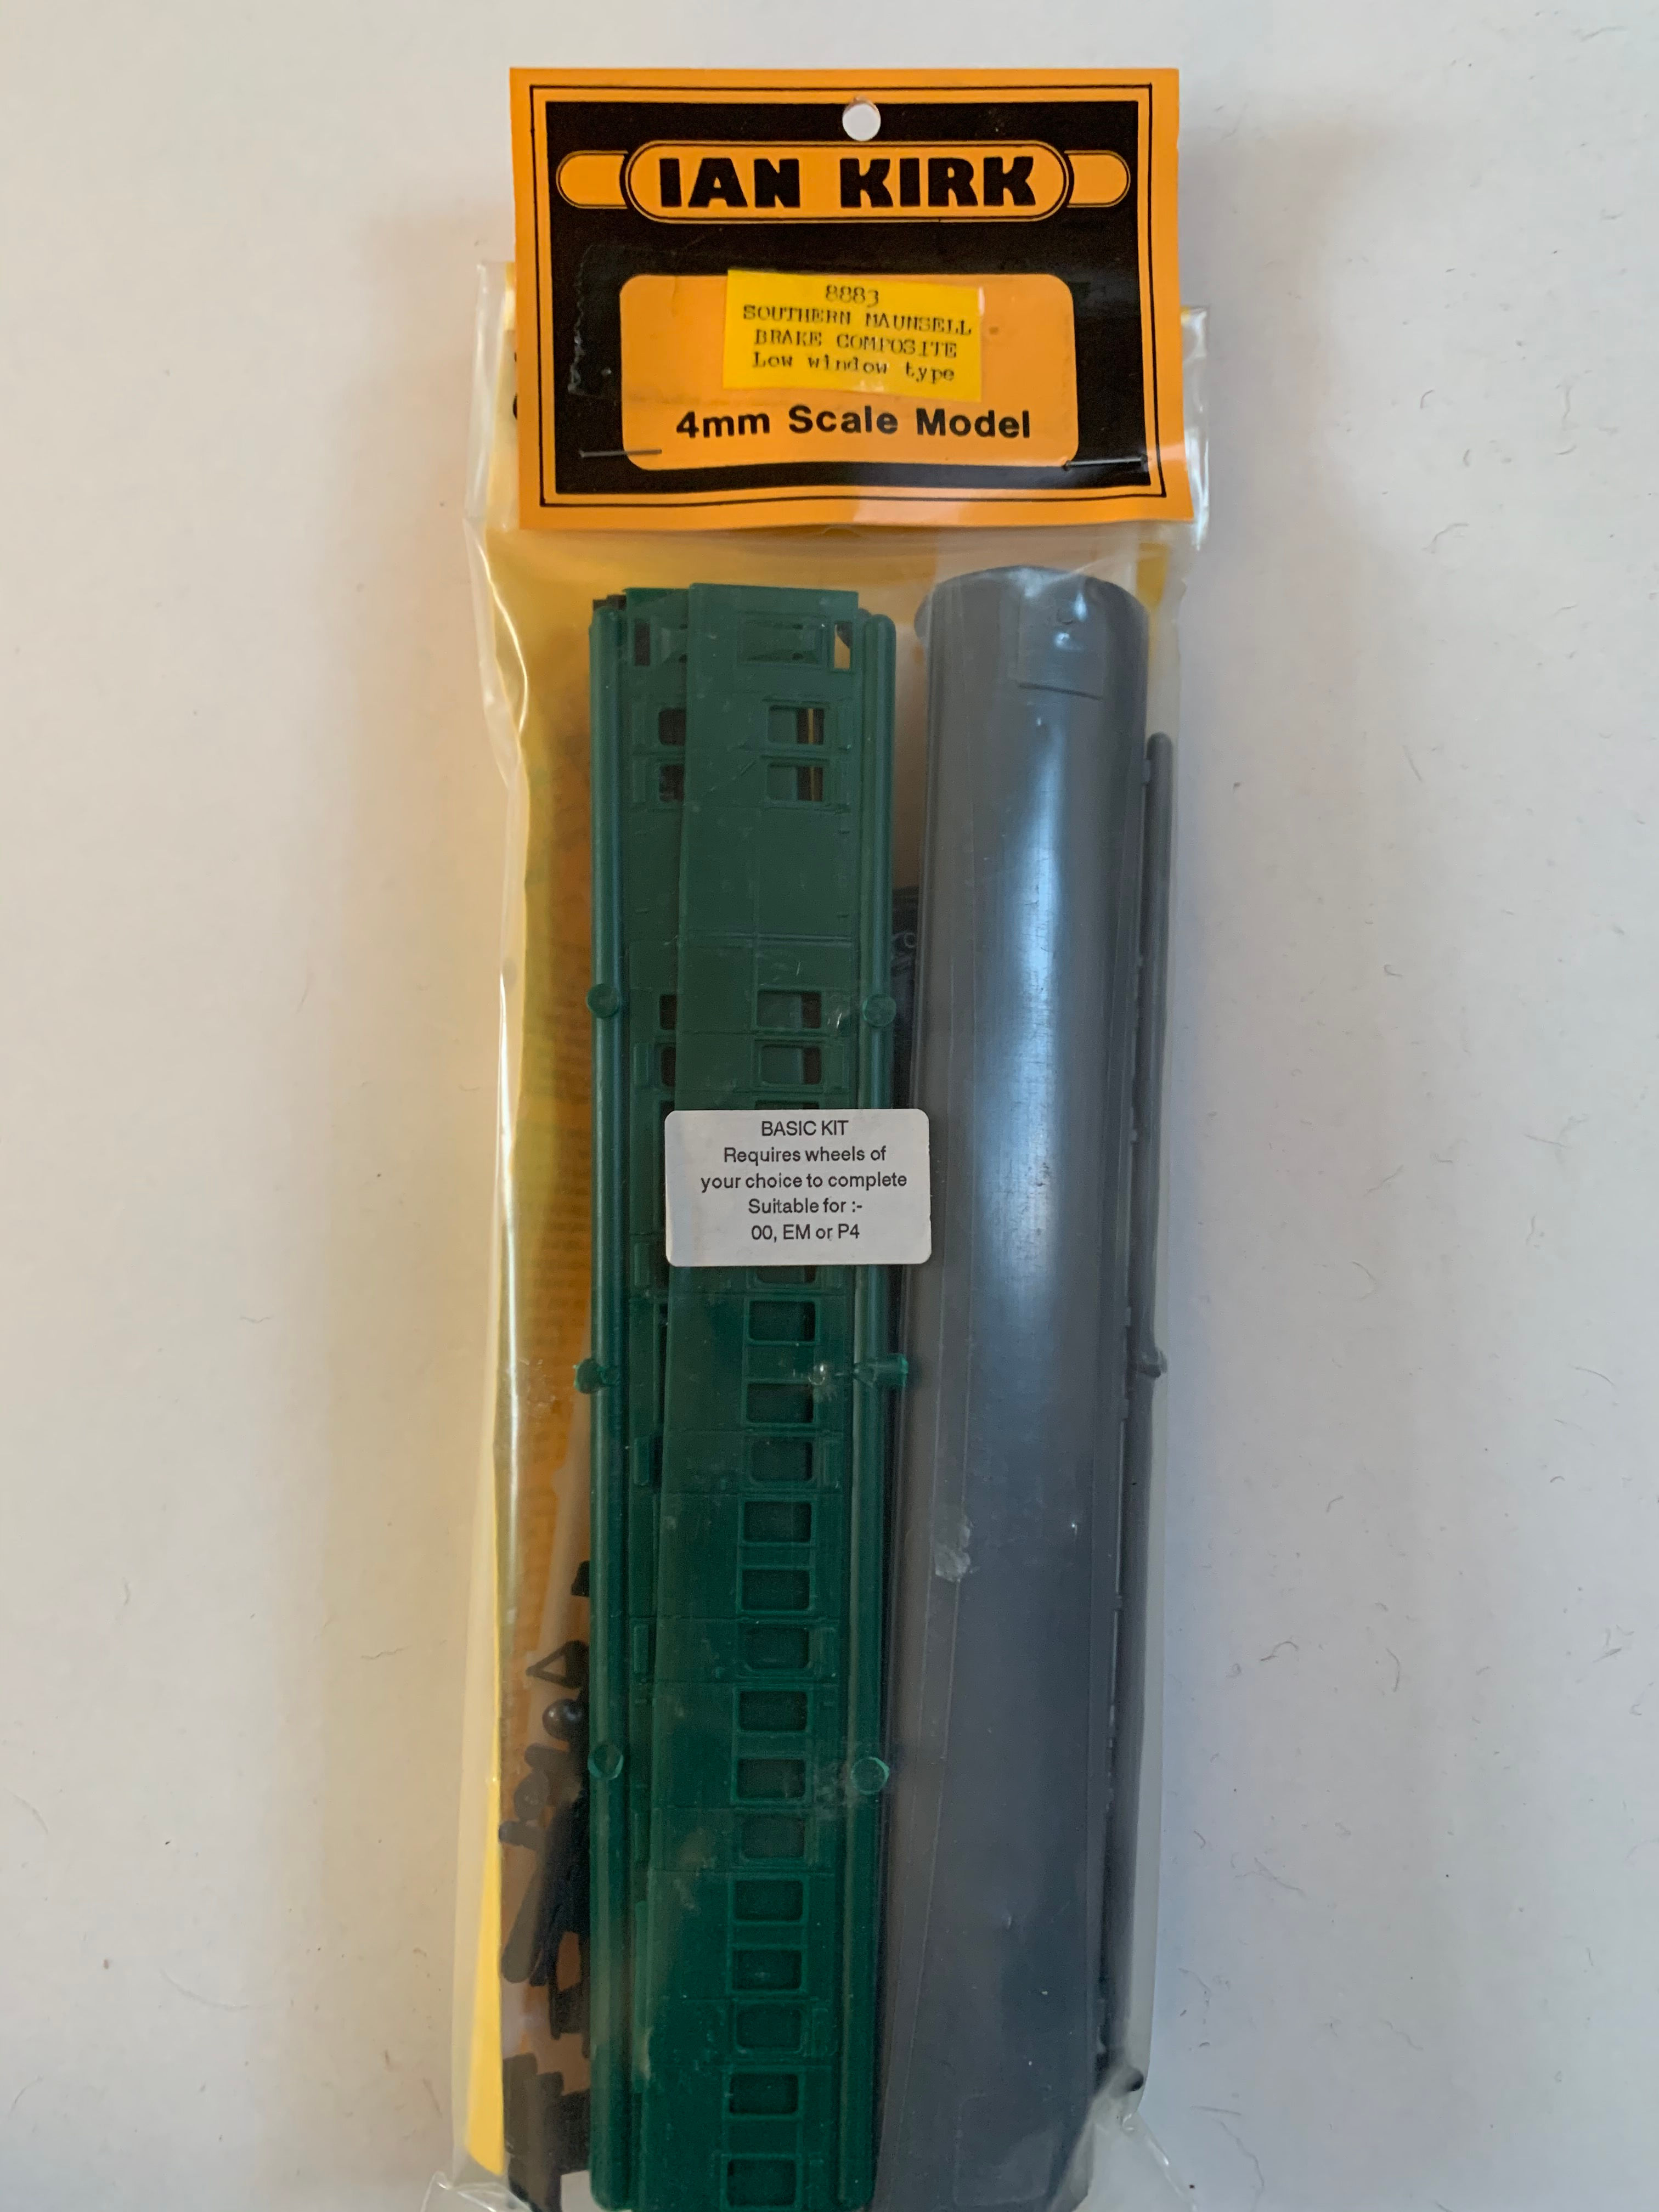 IAN KIRK
8883
SOUTHERN MAUNSELL
BRAKE COMPOSITE
Low window type
4mm Scale Model
BASIC KIT
Requires wheels of
your choice to complete
Suitable for :-
00, EM or P4